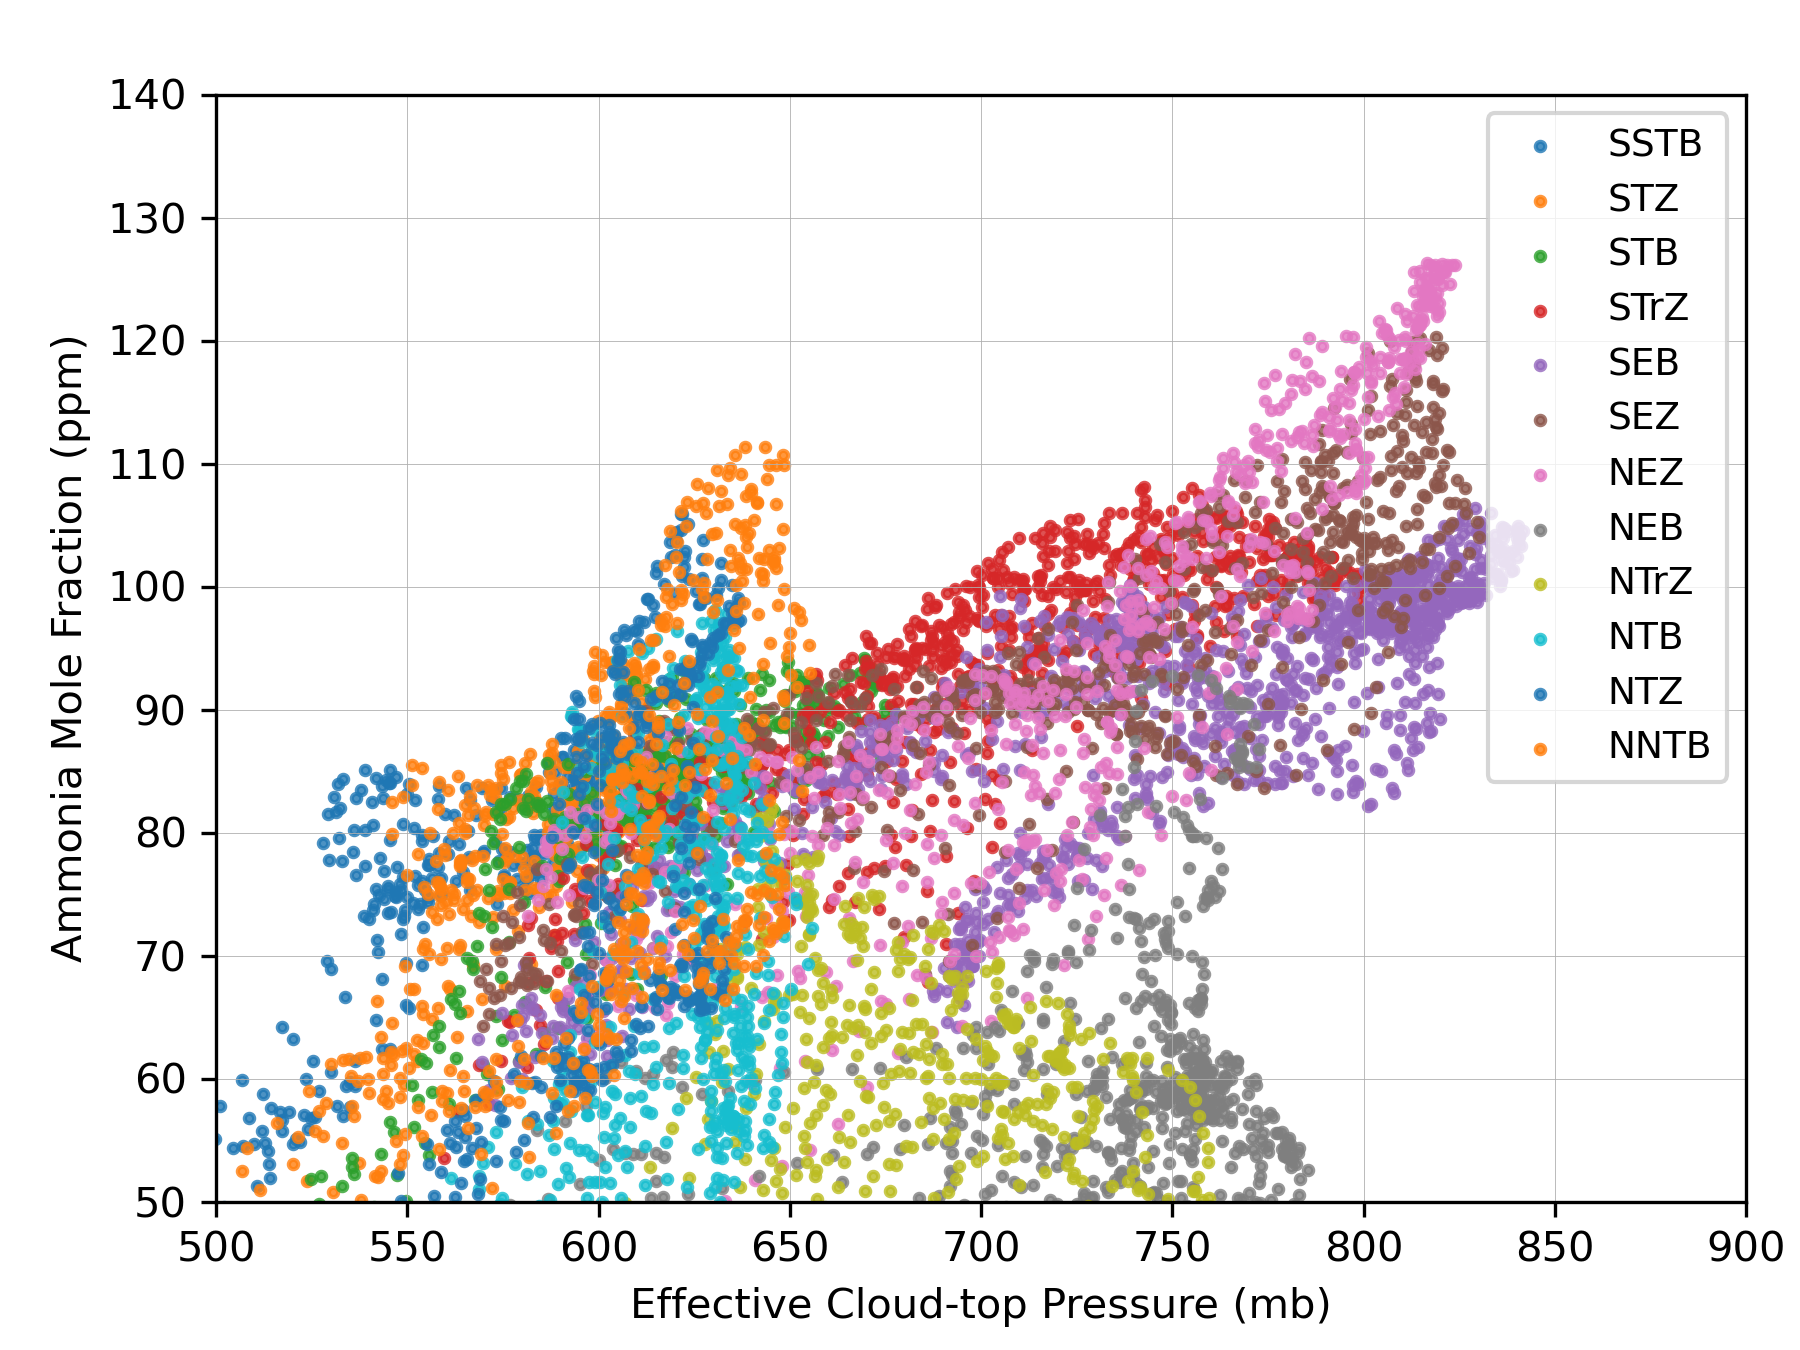 140
130
120
110
100
90
80
70
60
50
500 550 600 650 700 750 800 850 900
Effective Cloud-top Pressure (mb)
Ammonia Mole Fraction (ppm)
SSTB
STZ
STB
STrZ
SEB
SEZ
NEZ
NEB
NTrZ
NTB
NTZ
NNTB